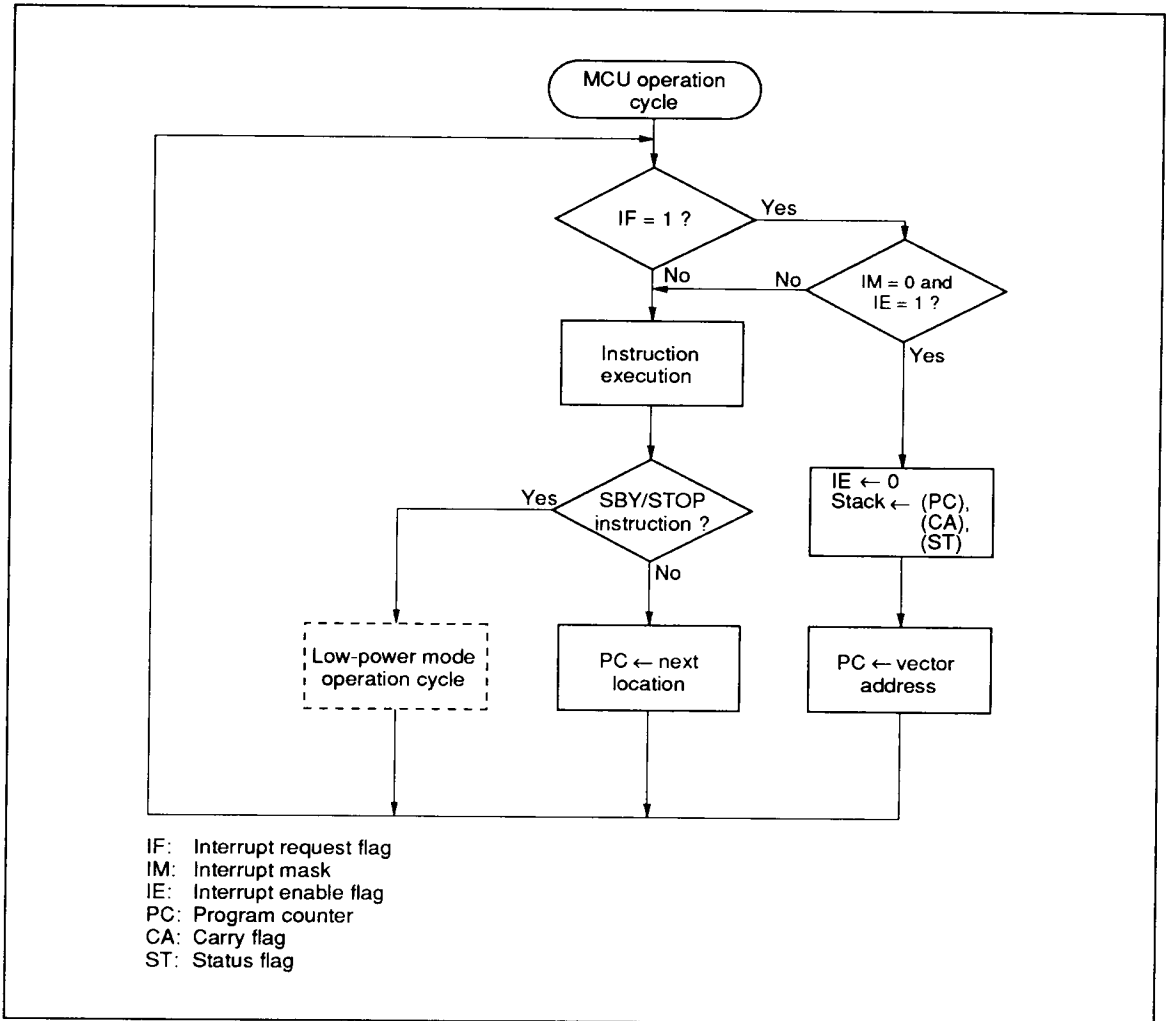 MCU operation
cycle
IF = 1 ?
Yes
No
IM = 0 and
IE = 1 ?
No
Yes
Instruction
execution
SBY/STOP
instruction ?
Yes
No
IE ← 0
Stack ← (PC),
(CA),
(ST)
Low-power mode
operation cycle
PC ← next
location
PC ← vector
address
IF: Interrupt request flag
IM: Interrupt mask
IE: Interrupt enable flag
PC: Program counter
CA: Carry flag
ST: Status flag